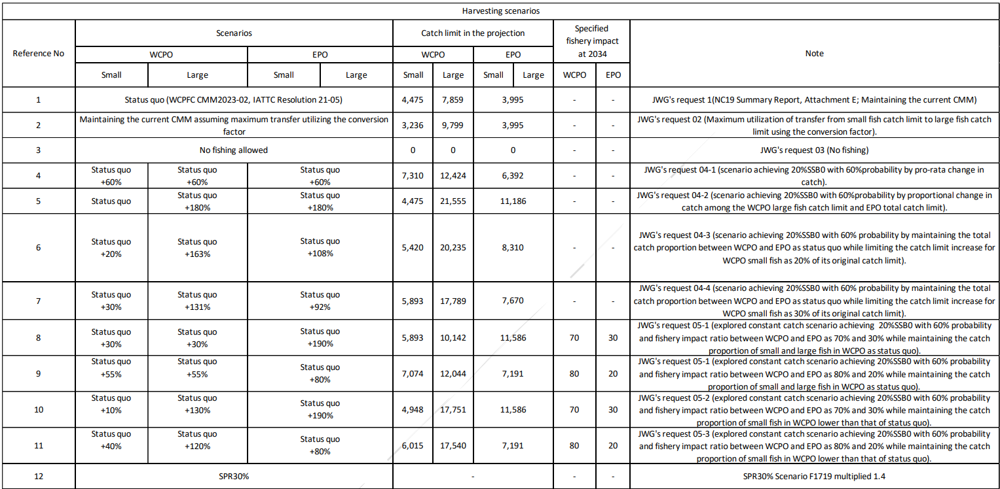 Harvesting scenarios
Reference No
Scenarios
Catch limit in the projection
Specified
fishery impact
at 2034
Note
WCPO
EPO
WCPO
EPO
Small
Large
Small
Large
Small
Large
Small
Large
WCPO
EPO
1
Status quo (WCPFC CMM2023-02, IATTC Resolution 21-05)
4,475
7,859
3,995
-
-
JWG's request 1(NC19 Summary Report, Attachment E; Maintaining the current CMM)
2
Maintaining the current CMM assuming maximum transfer utilizing the conversion
factor
3,236
9,799
3,995
-
-
JWG's request 02 (Maximum utilization of transfer from small fish catch limit to large fish catch
limit using the conversion factor).
3
No fishing allowed
0
0
0
-
-
JWG's request 03 (No fishing)
4
Status quo
+60%
Status quo
+60%
Status quo
+60%
7,310
12,424
6,392
-
-
JWG's request 04-1 (scenario achieving 20%SSB0 with 60%probability by pro-rata change in
catch).
5
Status quo
Status quo
+180%
Status quo
+180%
4,475
21,555
11,186
-
-
JWG's request 04-2 (scenario achieving 20%SSB0 with 60%probability by proportional change in
catch among the WCPO large fish catch limit and EPO total catch limit).
6
Status quo
+20%
Status quo
+163%
Status quo
+108%
5,420
20,235
8,310
-
-
JWG's request 04-3 (scenario achieving 20%SSB0 with 60% probability by maintaining the total
catch proportion between WCPO and EPO as status quo while limiting the catch limit increase for
WCPO small fish as 20% of its original catch limit).
7
Status quo
+30%
Status quo
+131%
Status quo
+92%
5,893
17,789
7,670
-
-
JWG's request 04-4 (scenario achieving 20%SSB0 with 60% probability by maintaining the total
catch proportion between WCPO and EPO as status quo while limiting the catch limit increase for
WCPO small fish as 30% of its original catch limit).
8
Status quo
+30%
Status quo
+30%
Status quo
+190%
5,893
10,142
11,586
70
30
JWG's request 05-1 (explored constant catch scenario achieving 20%SSB0 with 60% probability
and fishery impact ratio between WCPO and EPO as 70% and 30% while maintaining the catch
proportion of small and large fish in WCPO as status quo).
9
Status quo
+55%
Status quo
+55%
Status quo
+80%
7,074
12,044
7,191
80
20
JWG's request 05-1 (explored constant catch scenario achieving 20%SSB0 with 60% probability
and fishery impact ratio between WCPO and EPO as 80% and 20% while maintaining the catch
proportion of small and large fish in WCPO as status quo).
10
Status quo
+10%
Status quo
+130%
Status quo
+190%
4,948
17,751
11,586
70
30
JWG's request 05-2 (explored constant catch scenario achieving 20%SSB0 with 60% probability
and fishery impact ratio between WCPO and EPO as 70% and 30% while maintaining the catch
proportion of small fish in WCPO lower than that of status quo).
11
Status quo
+40%
Status quo
+120%
Status quo
+80%
6,015
17,540
7,191
80
20
JWG's request 05-3 (explored constant catch scenario achieving 20%SSB0 with 60% probability
and fishery impact ratio between WCPO and EPO as 80% and 20% while maintaining the catch
proportion of small fish in WCPO lower than that of status quo).
12
SPR30%
-
-
-
SPR30% Scenario F1719 multiplied 1.4